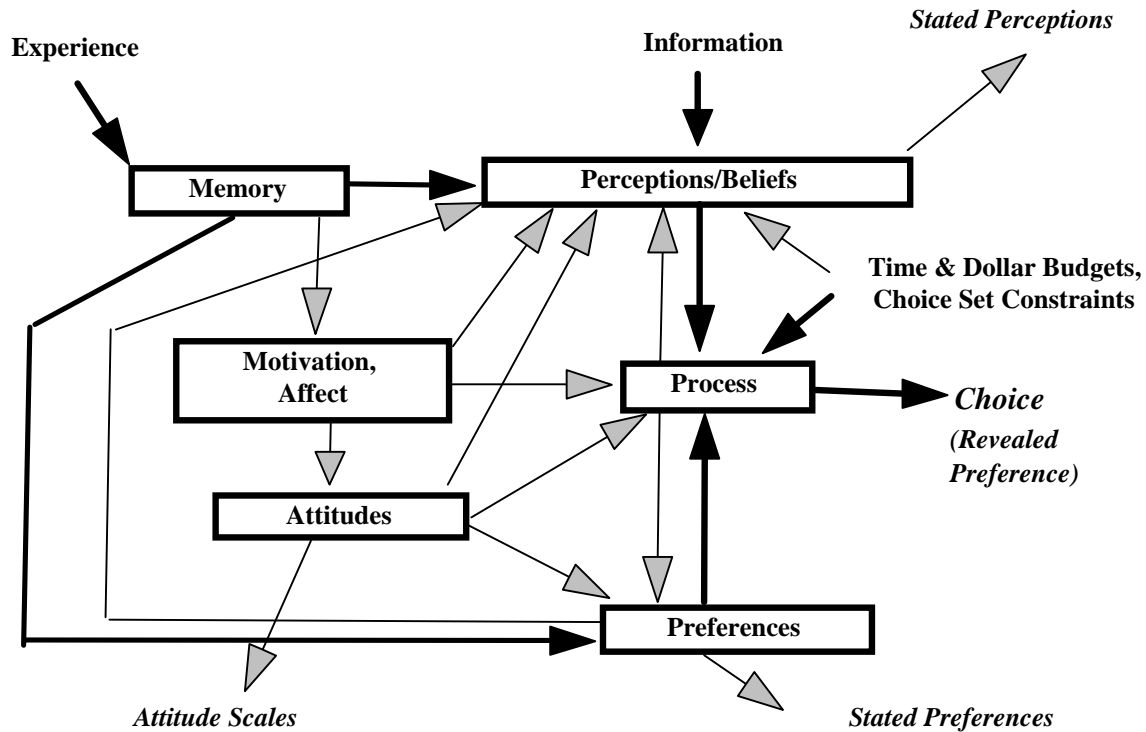 Stated Perceptions
Experience
Information
Memory
Perceptions/Beliefs
Time & Dollar Budgets,
Choice Set Constraints
Motivation,
Affect
Process
Choice
(Revealed
Preference)
Attitudes
Preferences
Attitude Scales
Stated Preferences